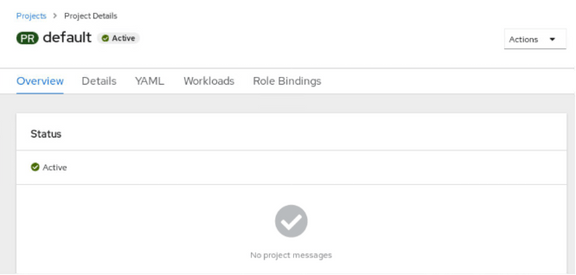 Projects > Project Details
PR default Active
Actions
Overview Details YAML Workloads Role Bindings
Status
Active
No project messages